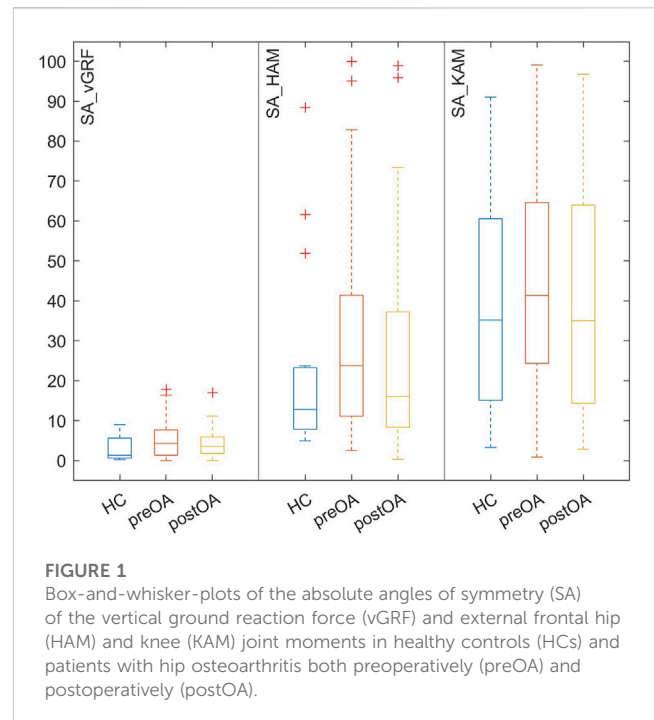 SA_vGRF
SA_HAM
SA_KAM
100
90
80
70
60
50
40
30
20
10
0
HC
preOA
postOA
HC
preOA
postOA
HC
preOA
postOA
FIGURE 1
Box-and-whisker-plots of the absolute angles of symmetry (SA)
of the vertical ground reaction force (vGRF) and external frontal hip
(HAM) and knee (KAM) joint moments in healthy controls (HCs) and
patients with hip osteoarthritis both preoperatively (preOA) and
postoperatively (postOA).